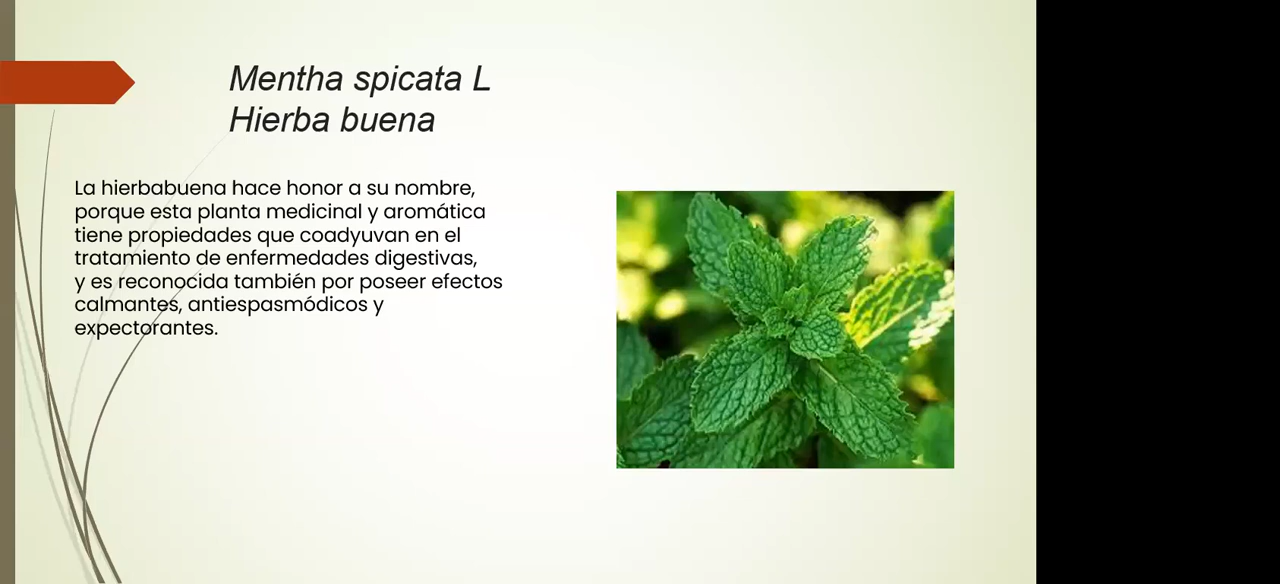 Mentha spicata L
Hierba buena
La hierbabuena hace honor a su nombre,
porque esta planta medicinal y aromática
tiene propiedades que coadyuvan en el
tratamiento de enfermedades digestivas,
y es reconocida también por poseer efectos
calmantes, antiespasmódicos y
expectorantes.